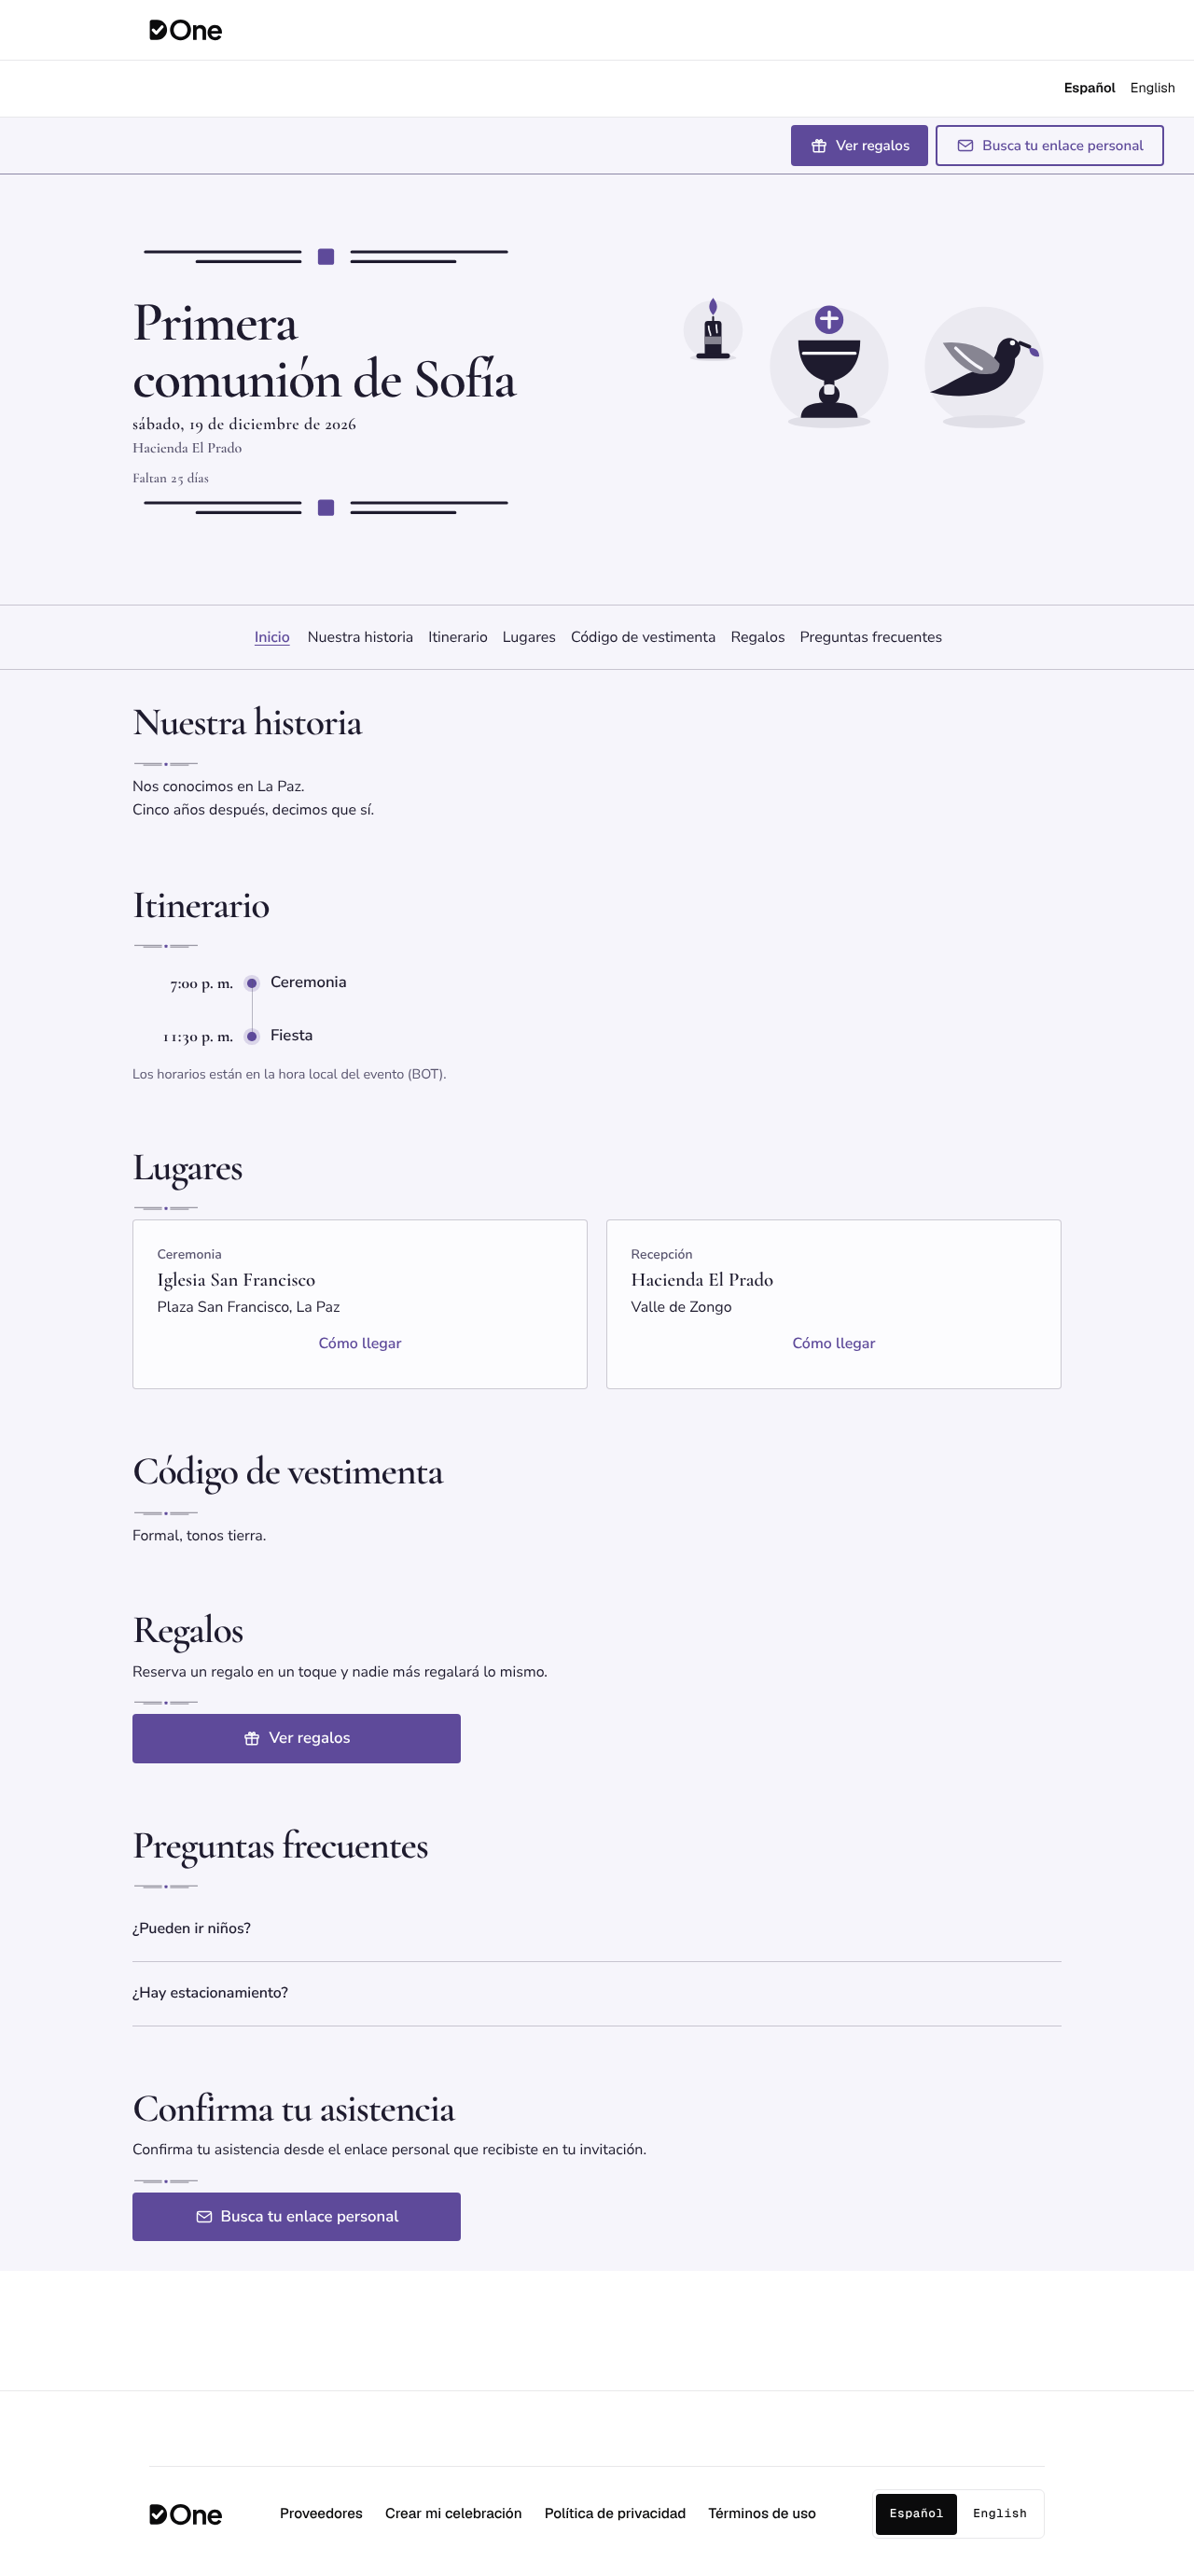 One
Español English
Ver regalos Busca tu enlace personal
Primera
comunión de Sofía
sábado, 19 de diciembre de 2026
Hacienda El Prado
Faltan 25 días
Inicio Nuestra historia Itinerario Lugares Código de vestimenta Regalos Preguntas frecuentes
Nuestra historia
Nos conocimos en La Paz.
Cinco años después, decimos que sí.
Itinerario
7:00 p. m. Ceremonia
11:30 p. m. Fiesta
Los horarios están en la hora local del evento (BOT).
Lugares
Ceremonia
Iglesia San Francisco
Plaza San Francisco, La Paz
Cómo llegar
Recepción
Hacienda El Prado
Valle de Zongo
Cómo llegar
Código de vestimenta
Formal, tonos tierra.
Regalos
Reserva un regalo en un toque y nadie más regalará lo mismo.
Ver regalos
Preguntas frecuentes
¿Pueden ir niños?
¿Hay estacionamiento?
Confirma tu asistencia
Confirma tu asistencia desde el enlace personal que recibiste en tu invitación.
Busca tu enlace personal
One Proveedores Crear mi celebración Política de privacidad Términos de uso Español English